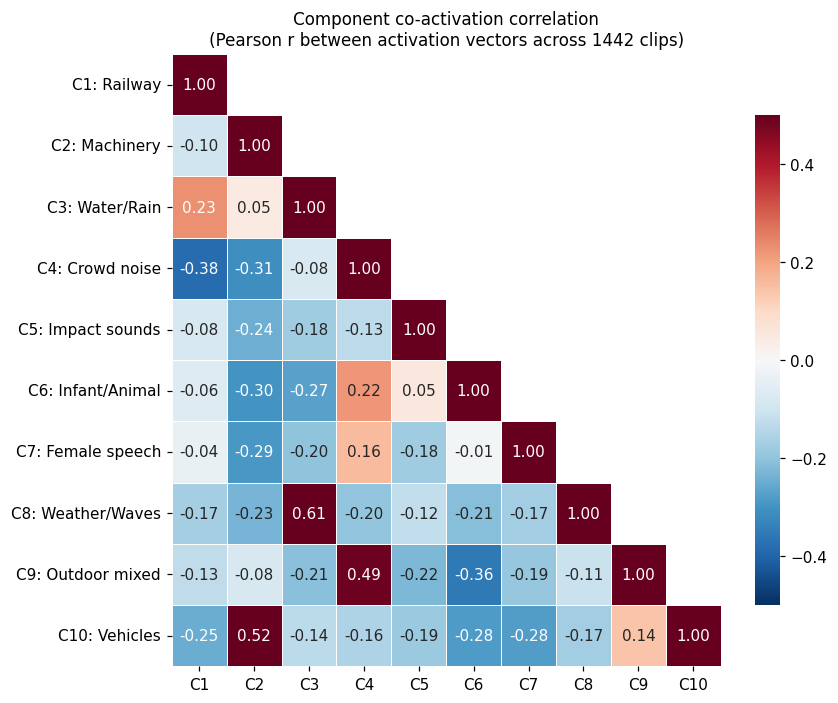 Component co-activation correlation
(Pearson r between activation vectors across 1442 clips)
C1: Railway 1.00
C2: Machinery -0.10 1.00
C3: Water/Rain 0.23 0.05 1.00
C4: Crowd noise -0.38 -0.31 -0.08 1.00
C5: Impact sounds -0.08 -0.24 -0.18 -0.13 1.00
C6: Infant/Animal -0.06 -0.30 -0.27 0.22 0.05 1.00
C7: Female speech -0.04 -0.29 -0.20 0.16 -0.18 -0.01 1.00
C8: Weather/Waves -0.17 -0.23 0.61 -0.20 -0.12 -0.21 -0.17 1.00
C9: Outdoor mixed -0.13 -0.08 -0.21 0.49 -0.22 -0.36 -0.19 -0.11 1.00
C10: Vehicles -0.25 0.52 -0.14 -0.16 -0.19 -0.28 -0.28 -0.17 0.14 1.00
C1 C2 C3 C4 C5 C6 C7 C8 C9 C10
0.4
0.2
0.0
−0.2
−0.4